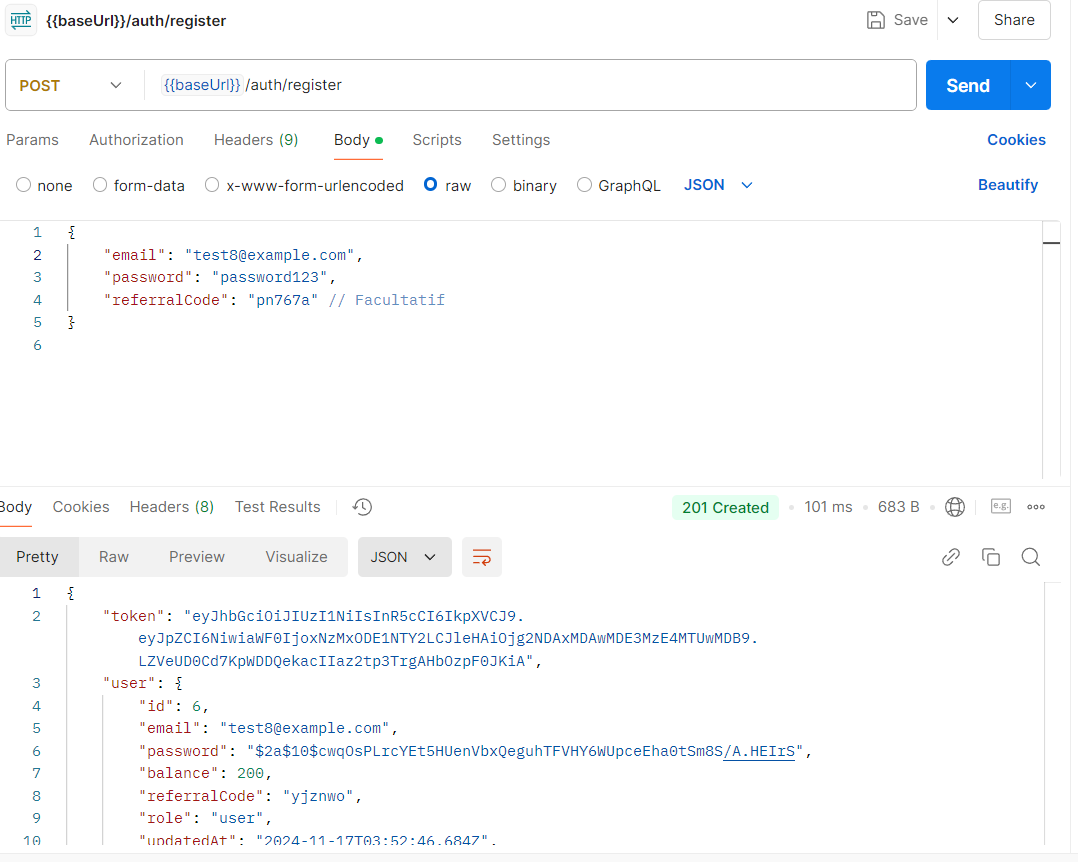 HTTP {{baseUrl}}/auth/register Save Share
POST {{baseUrl}} /auth/register Send
Params Authorization Headers (9) Body Scripts Settings Cookies
none form-data x-www-form-urlencoded raw binary GraphQL JSON Beautify
1 {
2 "email": "test8@example.com",
3 "password": "password123",
4 "referralCode": "pn767a" // Facultatif
5 }
6
Body Cookies Headers (8) Test Results 201 Created 101 ms 683 B e.g.
Pretty Raw Preview Visualize JSON
1 {
2 "token": "eyJhbGciOiJIUzI1NiIsInR5cCI6IkpXVCJ9.
eyJpZCI6NiwiaWF0IjoxNzMxODE1NTY2LCJleHAiOjg2NDAxMDAwMDE3MzE4MTUwMDB9.
LZVeUD0Cd7KpWDDQekacIIaz2tp3TrgAHbOzpF0JKiA",
3 "user": {
4 "id": 6,
5 "email": "test8@example.com",
6 "password": "$2a$10$cwqOsPLrcYEt5HUenVbxQeguhTFVHY6WUpceEha0tSm8S/A.HEIrS",
7 "balance": 200,
8 "referralCode": "yjznwo",
9 "role": "user",
10 "updatedAt": "2024-11-17T03:52:46.684Z",